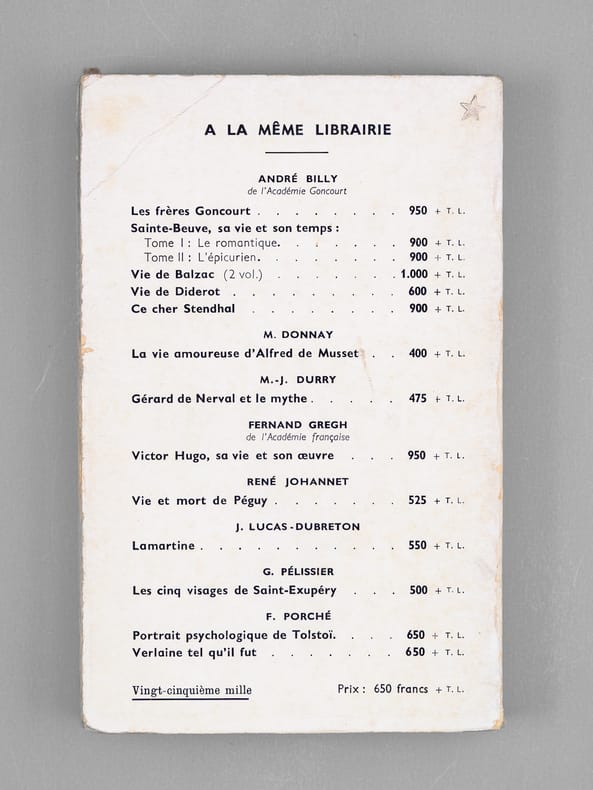 A LA MÊME LIBRAIRIE
ANDRÉ BILLY
de l'Académie Goncourt
Les frères Goncourt . . . . . . . . 950 + T. L.
Sainte-Beuve, sa vie et son temps :
Tome I : Le romantique. . . . . . . 900 + T. L.
Tome II : L'épicurien. . . . . . . . 900 + T. L.
Vie de Balzac (2 vol.) . . . . . . . 1.000 + T. L.
Vie de Diderot . . . . . . . . . 600 + T. L.
Ce cher Stendhal . . . . . . . . 900 + T. L.
M. DONNAY
La vie amoureuse d'Alfred de Musset . . 400 + T. L.
M.-J. DURRY
Gérard de Nerval et le mythe . . . . . 475 + T. L.
FERNAND GREGH
de l'Académie française
Victor Hugo, sa vie et son œuvre . . . 950 + T. L.
RENÉ JOHANNET
Vie et mort de Péguy . . . . . . . 525 + T. L.
J. LUCAS-DUBRETON
Lamartine . . . . . . . . . . . 550 + T. L.
G. PÉLISSIER
Les cinq visages de Saint-Exupéry . . . 500 + T. L.
F. PORCHÉ
Portrait psychologique de Tolstoï. . . . 650 + T. L.
Verlaine tel qu'il fut . . . . . . . 650 + T. L.
Vingt-cinquième mille Prix : 650 francs + T. L.